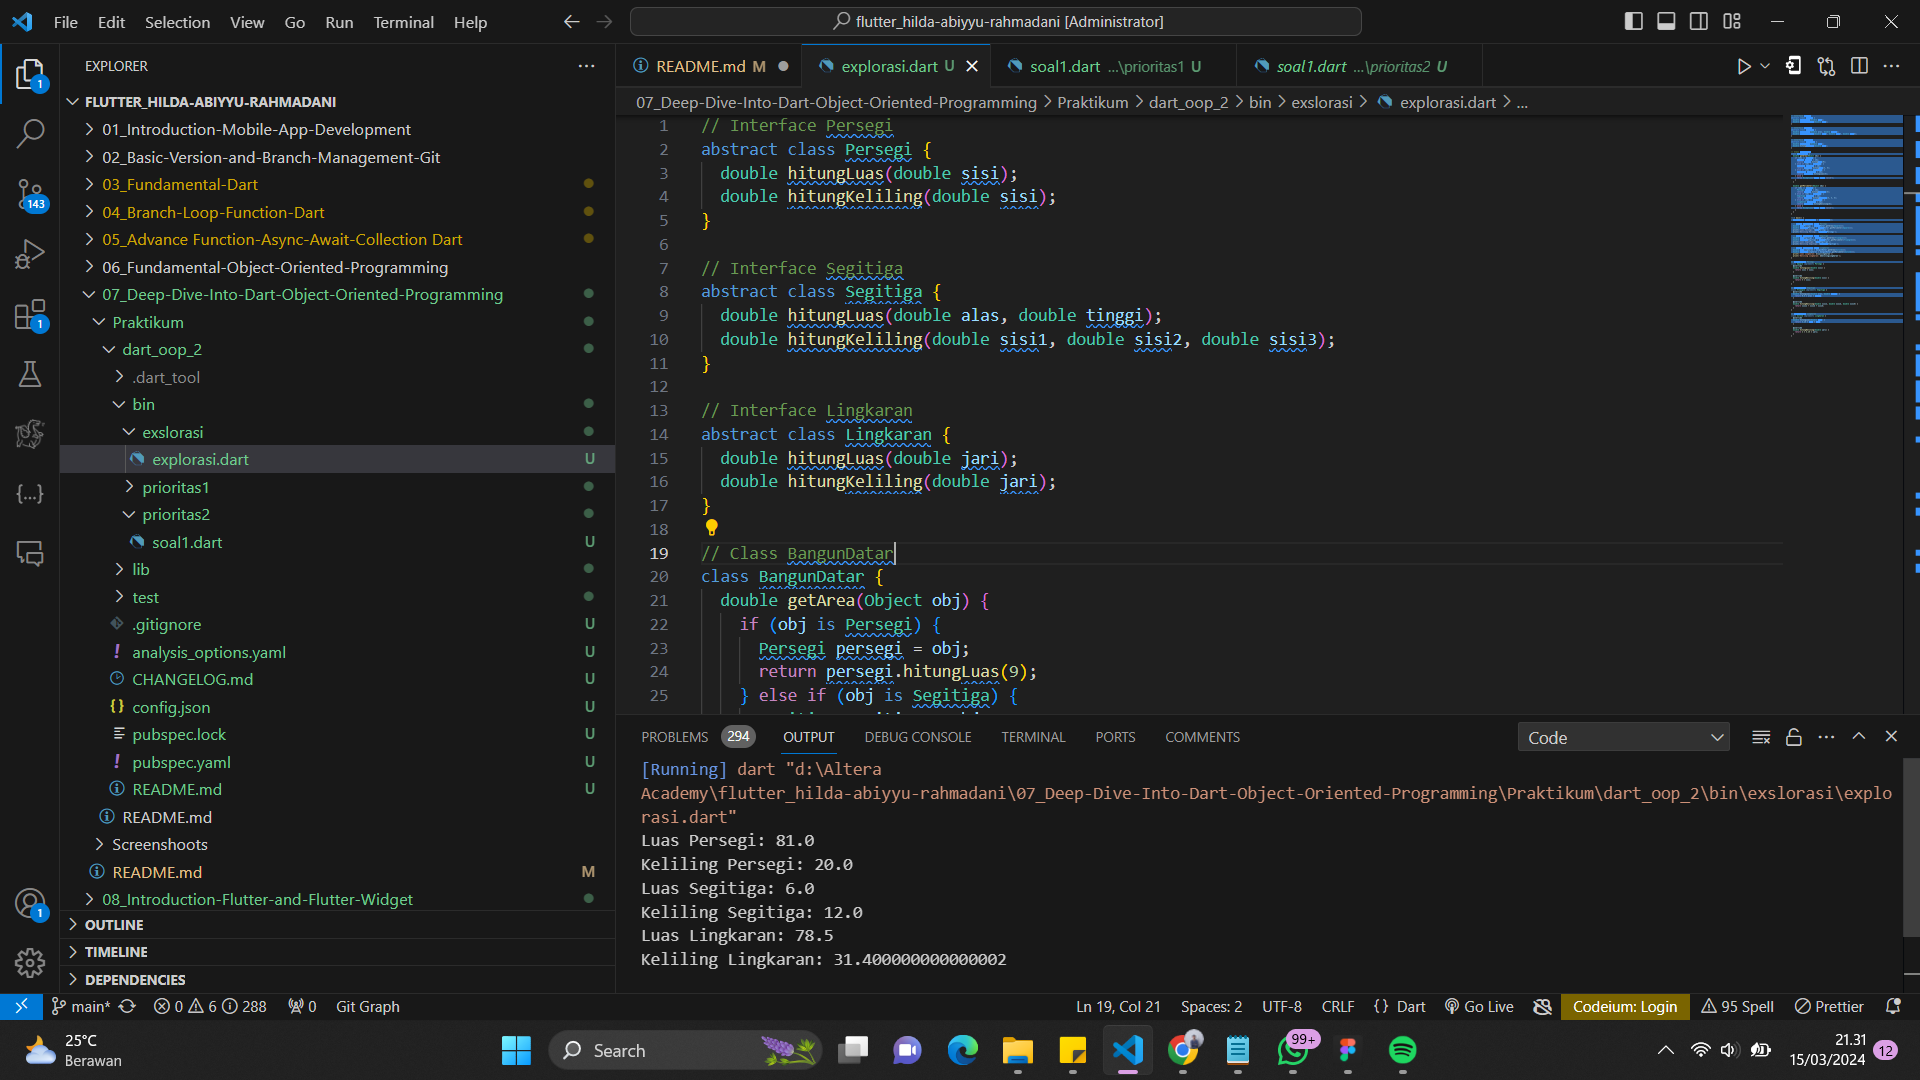 File Edit Selection View Go Run Terminal Help
flutter_hilda-abiyyu-rahmadani [Administrator]
EXPLORER
FLUTTER_HILDA-ABIYYU-RAHMADANI
01_Introduction-Mobile-App-Development
02_Basic-Version-and-Branch-Management-Git
03_Fundamental-Dart
04_Branch-Loop-Function-Dart
05_Advance Function-Async-Await-Collection Dart
06_Fundamental-Object-Oriented-Programming
07_Deep-Dive-Into-Dart-Object-Oriented-Programming
Praktikum
dart_oop_2
.dart_tool
bin
exslorasi
explorasi.dart U
prioritas1
prioritas2
soal1.dart U
lib
test
.gitignore U
analysis_options.yaml U
CHANGELOG.md U
config.json U
pubspec.lock U
pubspec.yaml U
README.md U
README.md
Screenshoots
README.md M
08_Introduction-Flutter-and-Flutter-Widget
OUTLINE
TIMELINE
DEPENDENCIES
1
143
1
1
README.md M explorasi.dart U soal1.dart ...\prioritas1 U soal1.dart ...\prioritas2 U
07_Deep-Dive-Into-Dart-Object-Oriented-Programming > Praktikum > dart_oop_2 > bin > exslorasi > explorasi.dart > ...
1 // Interface Persegi
2 abstract class Persegi {
3 double hitungLuas(double sisi);
4 double hitungKeliling(double sisi);
5 }
6
7 // Interface Segitiga
8 abstract class Segitiga {
9 double hitungLuas(double alas, double tinggi);
10 double hitungKeliling(double sisi1, double sisi2, double sisi3);
11 }
12
13 // Interface Lingkaran
14 abstract class Lingkaran {
15 double hitungLuas(double jari);
16 double hitungKeliling(double jari);
17 }
18
19 // Class BangunDatar
20 class BangunDatar {
21 double getArea(Object obj) {
22 if (obj is Persegi) {
23 Persegi persegi = obj;
24 return persegi.hitungLuas(9);
25 } else if (obj is Segitiga) {
PROBLEMS 294 OUTPUT DEBUG CONSOLE TERMINAL PORTS COMMENTS Code
[Running] dart "d:\Altera
Academy\flutter_hilda-abiyyu-rahmadani\07_Deep-Dive-Into-Dart-Object-Oriented-Programming\Praktikum\dart_oop_2\bin\exslorasi\explo
rasi.dart"
Luas Persegi: 81.0
Keliling Persegi: 20.0
Luas Segitiga: 6.0
Keliling Segitiga: 12.0
Luas Lingkaran: 78.5
Keliling Lingkaran: 31.400000000000002
main* 0 6 288 0 Git Graph Ln 19, Col 21 Spaces: 2 UTF-8 CRLF {} Dart Go Live Codeium: Login 95 Spell Prettier
25°C
Berawan
Search
99+
21.31
15/03/2024
12